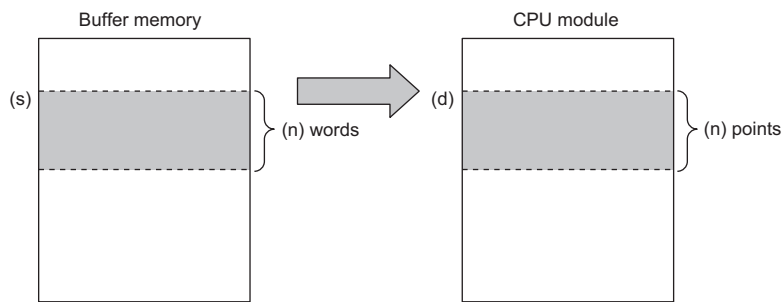 Buffer memory
CPU module
(s)
(n) words
(d)
(n) points